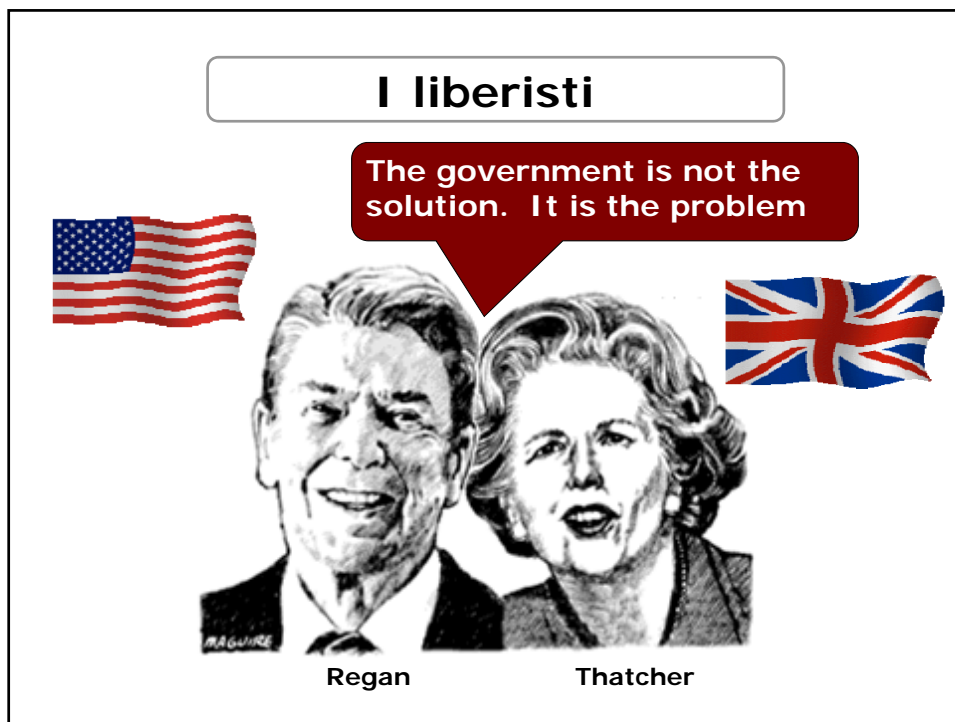 I liberisti
The government is not the
solution. It is the problem
MAGUIRE
Regan Thatcher